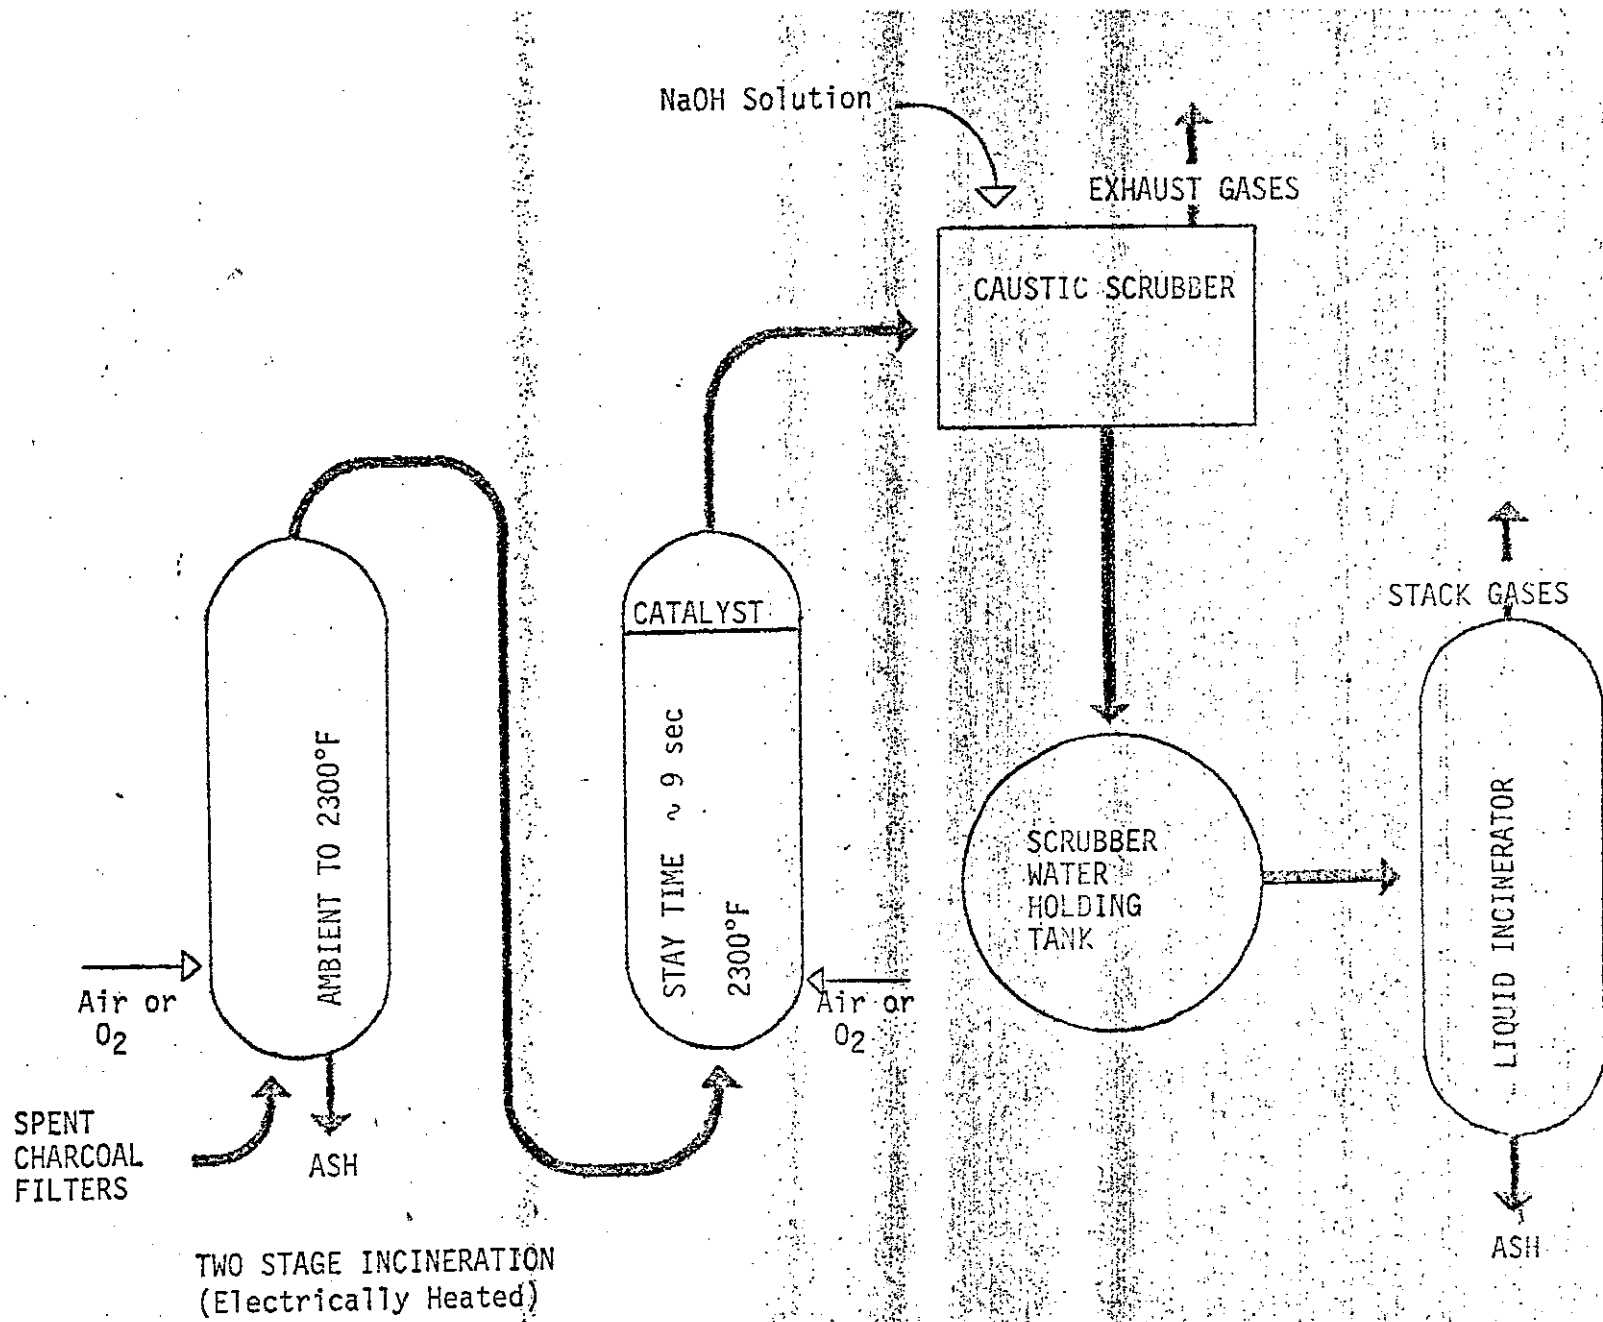 NaOH Solution
EXHAUST GASES
CAUSTIC SCRUBBER
STACK GASES
CATALYST
AMBIENT TO 2300°F
STAY TIME ~ 9 sec
2300°F
SCRUBBER
WATER
HOLDING
TANK
LIQUID INCINERATOR
Air or
O2
Air or
O2
SPENT
CHARCOAL
FILTERS
ASH
ASH
TWO STAGE INCINERATION
(Electrically Heated)